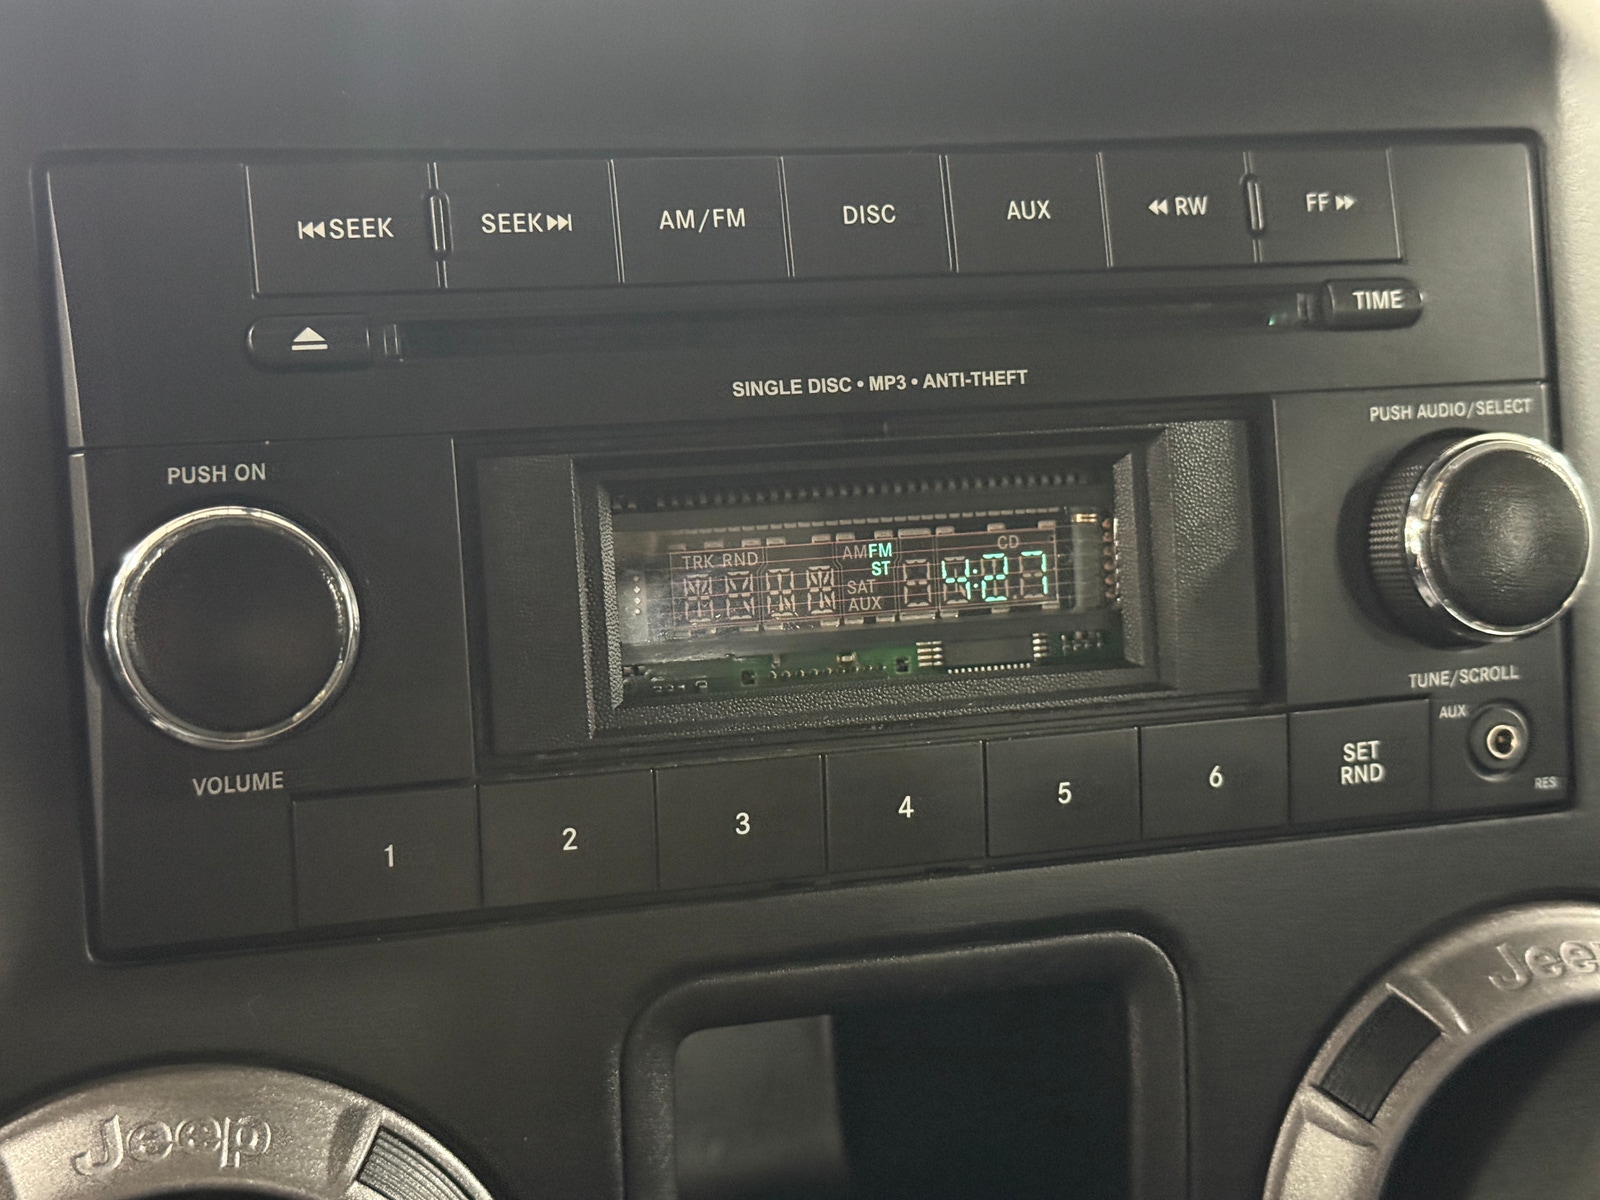 SEEK
SEEK
AM/FM
DISC
AUX
RW
FF
TIME
SINGLE DISC • MP3 • ANTI-THEFT
PUSH AUDIO/SELECT
PUSH ON
TRK RND
AM FM
ST
SAT
AUX
CD
4:27
TUNE/SCROLL
AUX
VOLUME
1
2
3
4
5
6
SET
RND
RES
Jeep
Jeep